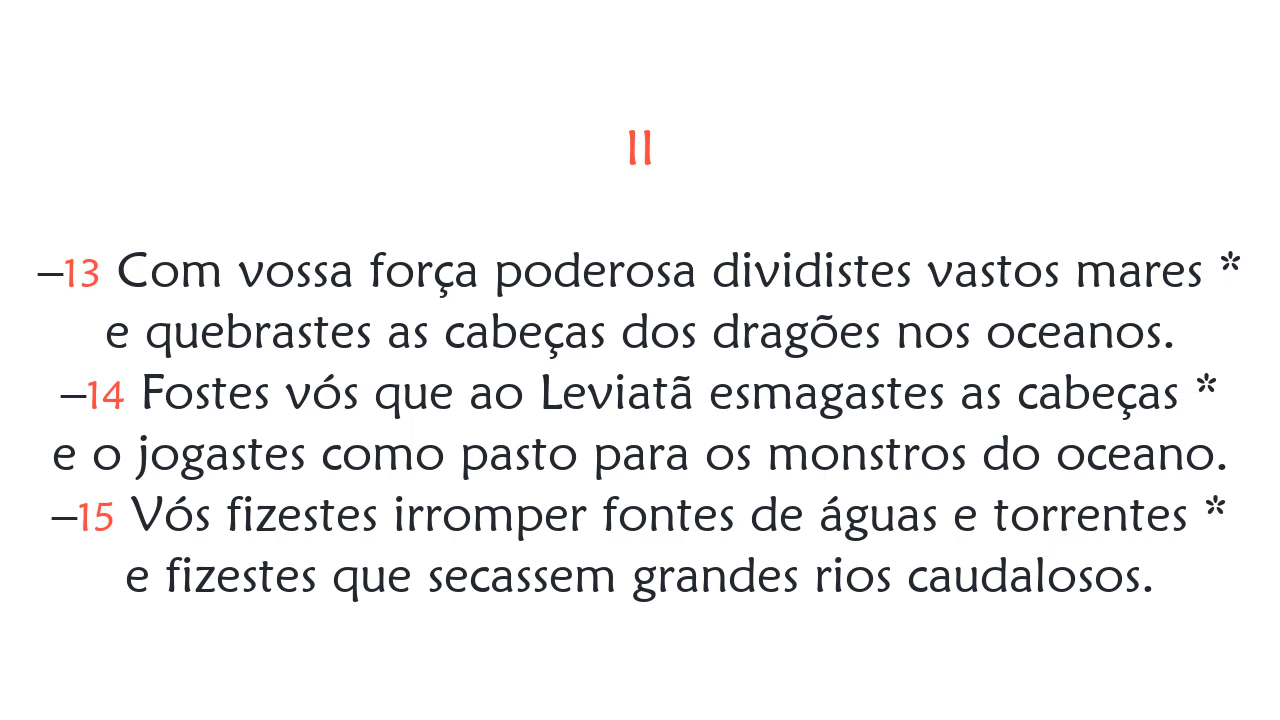 II
–13 Com vossa força poderosa dividistes vastos mares *
e quebrastes as cabeças dos dragões nos oceanos.
–14 Fostes vós que ao Leviatã esmagastes as cabeças *
e o jogastes como pasto para os monstros do oceano.
–15 Vós fizestes irromper fontes de águas e torrentes *
e fizestes que secassem grandes rios caudalosos.